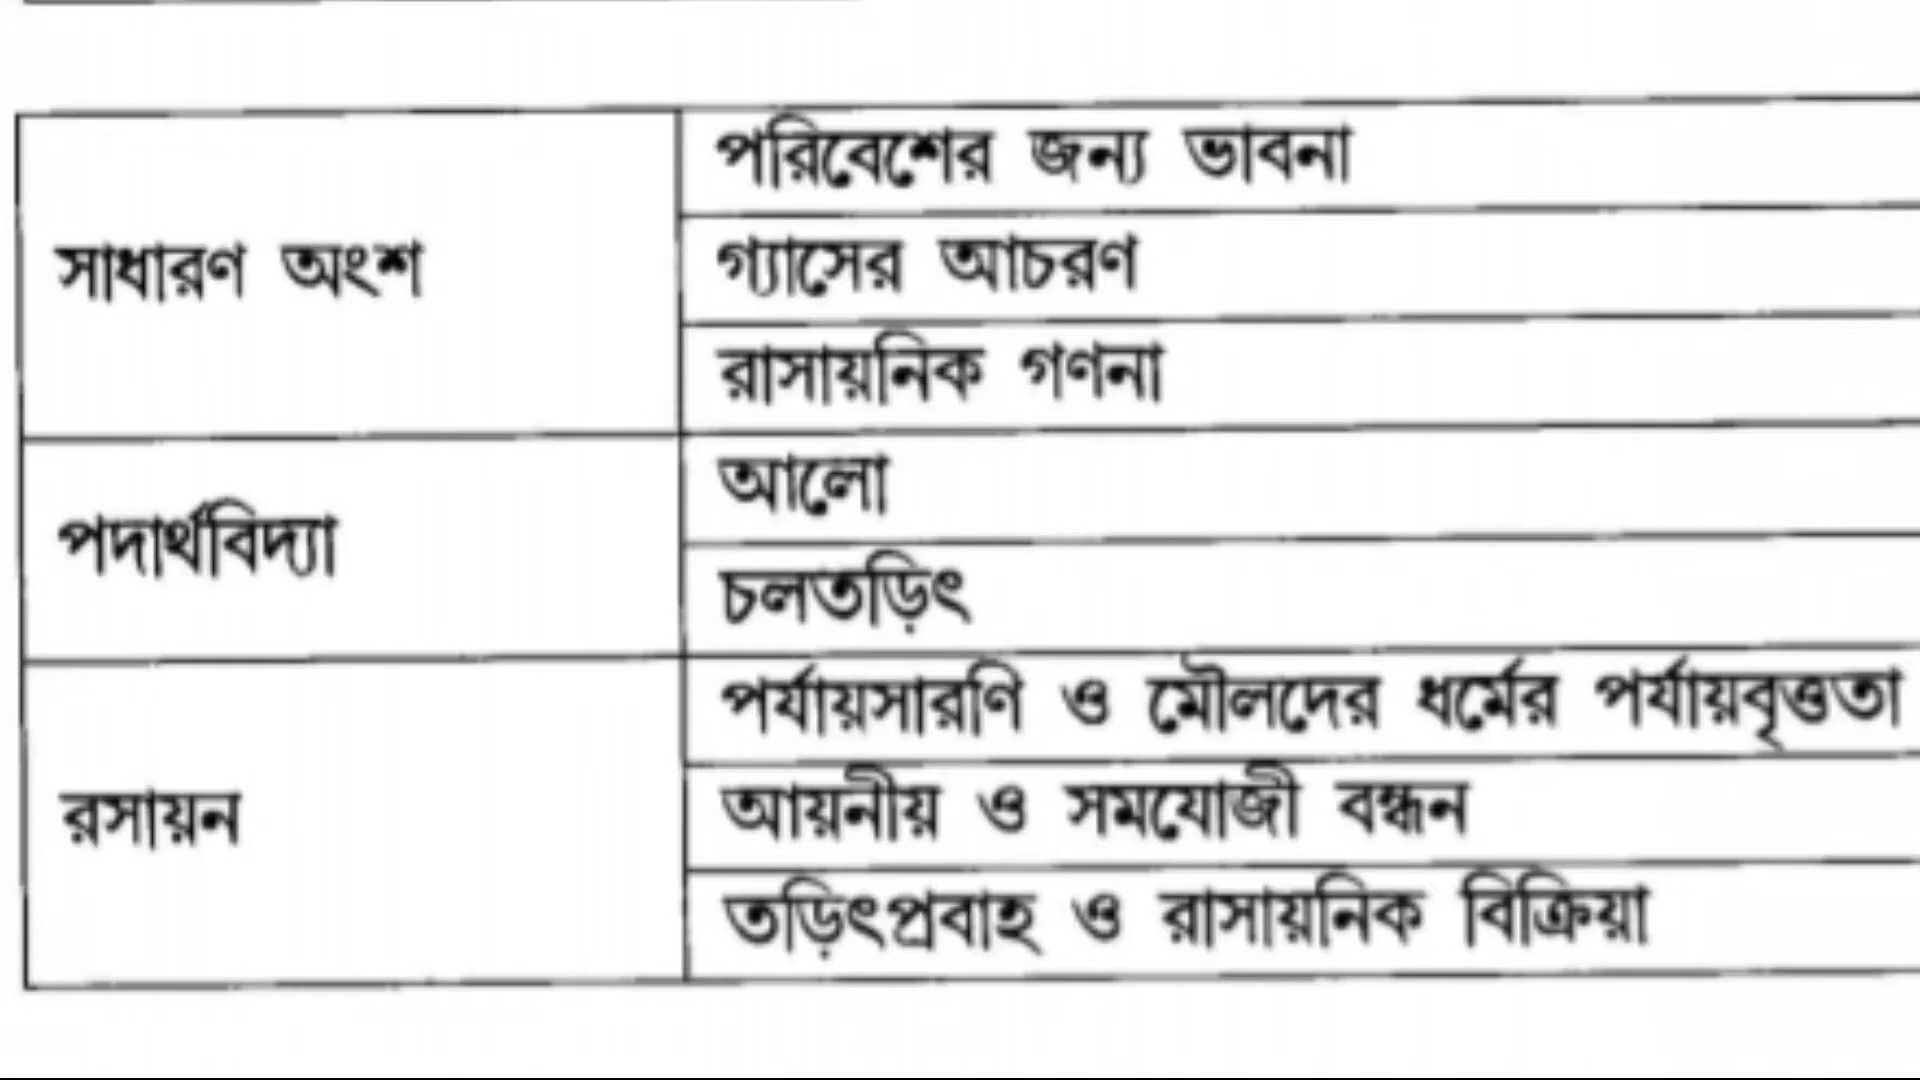 সাধারণ অংশ
পরিবেশের জন্য ভাবনা
গ্যাসের আচরণ
রাসায়নিক গণনা
পদার্থবিদ্যা
আলো
চলতড়িৎ
রসায়ন
পর্যায়সারণি ও মৌলদের ধর্মের পর্যায়বৃত্ততা
আয়নীয় ও সমযোজী বন্ধন
তড়িৎপ্রবাহ ও রাসায়নিক বিক্রিয়া